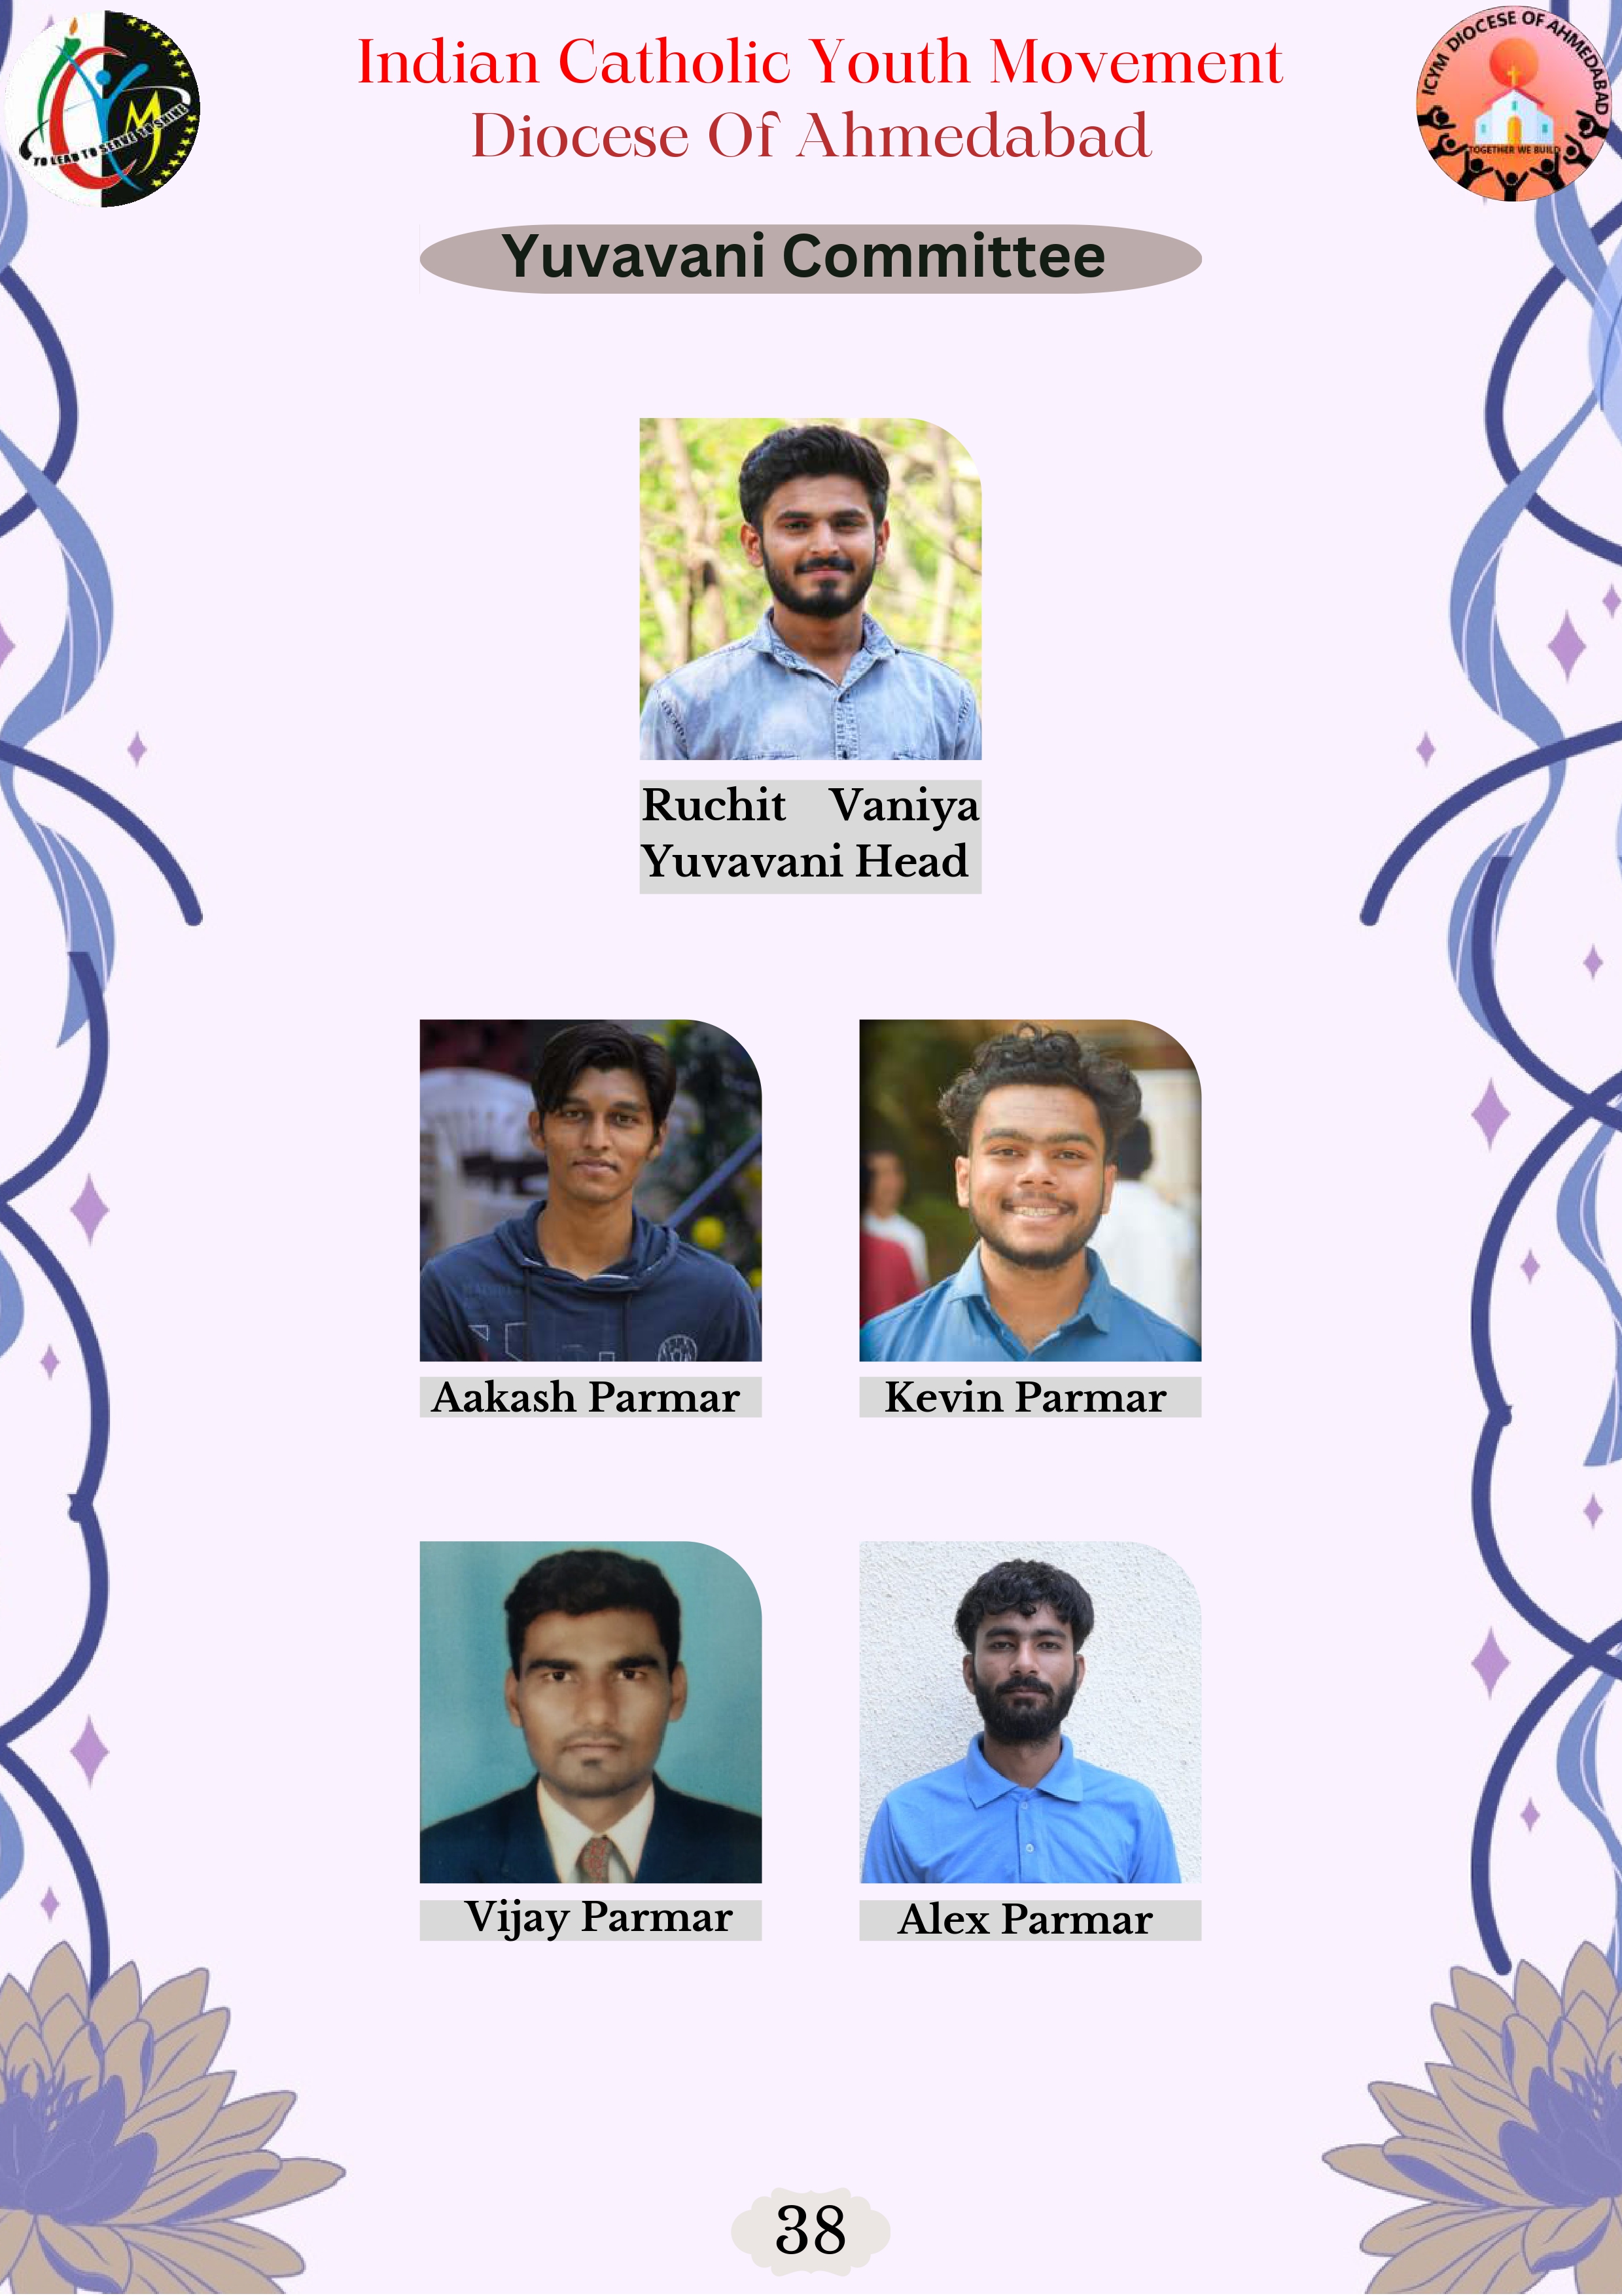 TO LEAD TO SERVE TO SHINE
Indian Catholic Youth Movement
Diocese Of Ahmedabad
ICYM DIOCESE OF AHMEDABAD
TOGETHER WE BUILD
Yuvavani Committee
Ruchit Vaniya
Yuvavani Head
Aakash Parmar
Kevin Parmar
Vijay Parmar
Alex Parmar
38